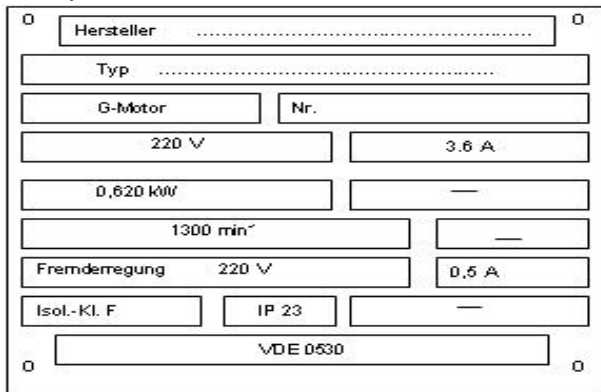 Hersteller ........................................................
Typ ........................................................
G-Motor Nr.
220 V 3.6 A
0,620 kW —
1300 min⁻ —
Fremderregung 220 V 0,5 A
Isol.-Kl. F IP 23 —
VDE 0530